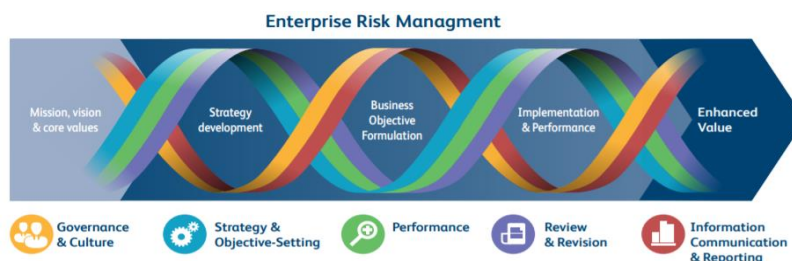 Enterprise Risk Managment
Mission, vision
& core values
Strategy
development
Business
Objective
Formulation
Implementation
& Performance
Enhanced
Value
Governance
& Culture
Strategy &
Objective-Setting
Performance
Review
& Revision
Information
Communication
& Reporting